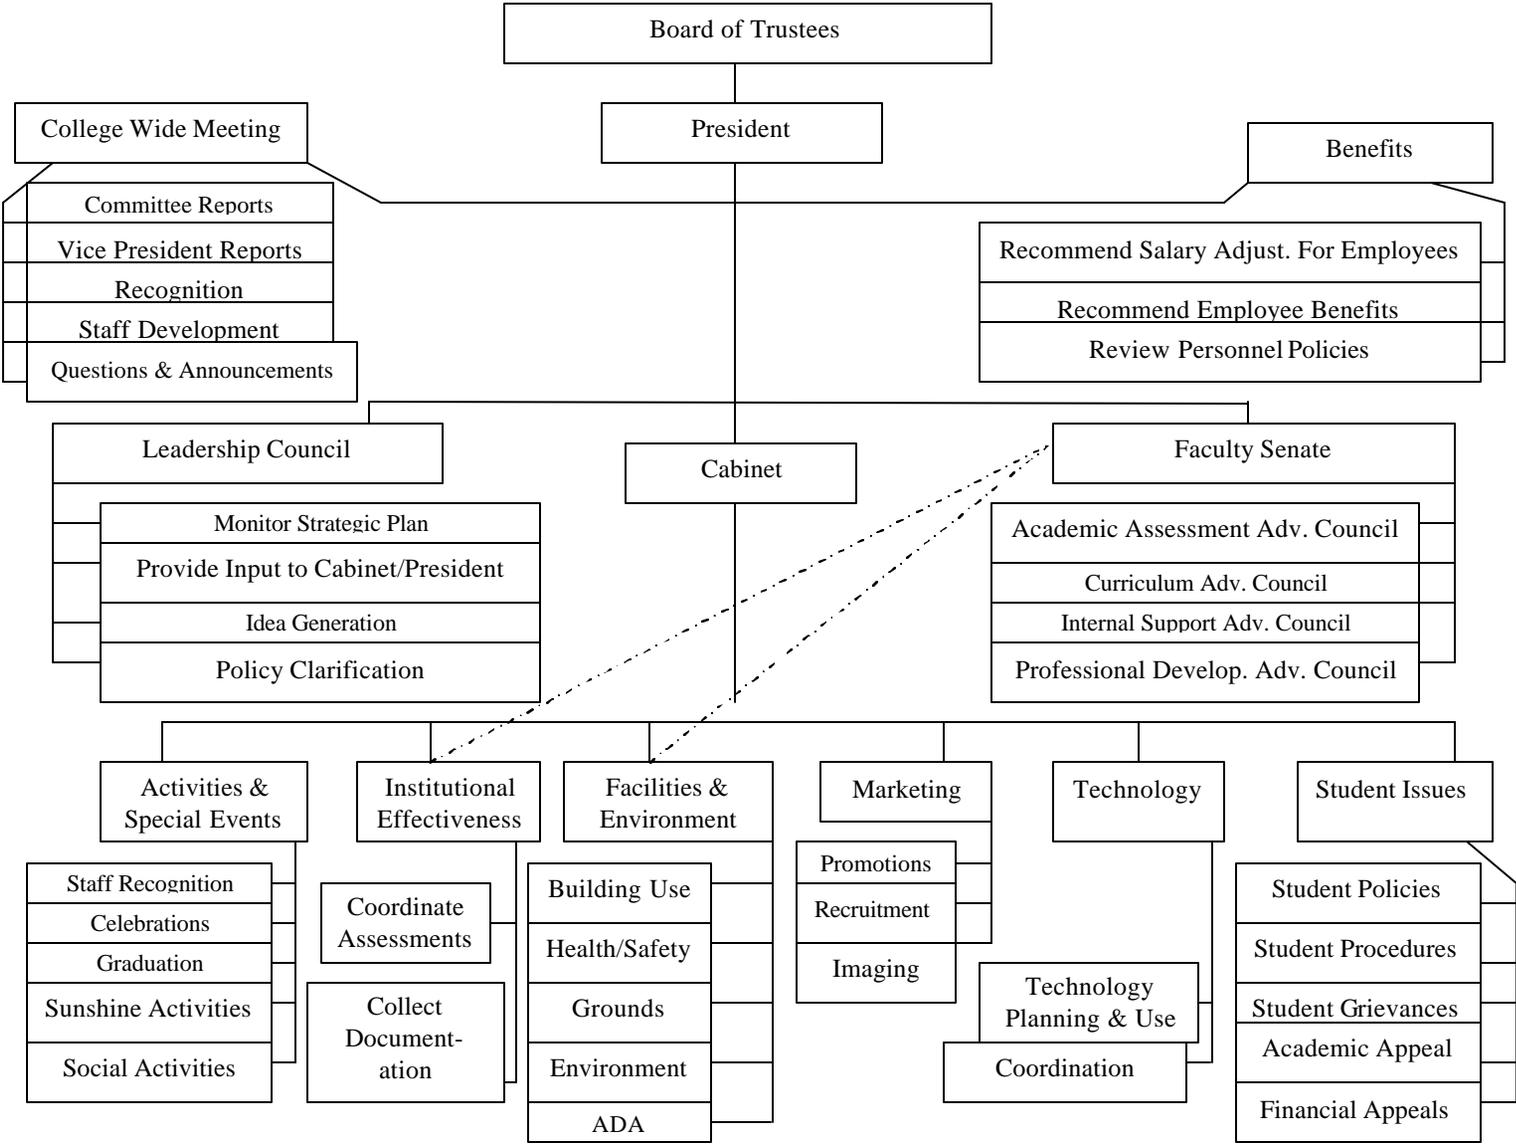 Board of Trustees
College Wide Meeting
President
Benefits
Committee Reports
Vice President Reports
Recognition
Staff Development
Questions & Announcements
Recommend Salary Adjust. For Employees
Recommend Employee Benefits
Review Personnel Policies
Leadership Council
Cabinet
Faculty Senate
Monitor Strategic Plan
Provide Input to Cabinet/President
Idea Generation
Policy Clarification
Academic Assessment Adv. Council
Curriculum Adv. Council
Internal Support Adv. Council
Professional Develop. Adv. Council
Activities &
Special Events
Institutional
Effectiveness
Facilities &
Environment
Marketing
Technology
Student Issues
Staff Recognition
Celebrations
Graduation
Sunshine Activities
Social Activities
Coordinate
Assessments
Collect
Document-
ation
Building Use
Health/Safety
Grounds
Environment
ADA
Promotions
Recruitment
Imaging
Technology
Planning & Use
Coordination
Student Policies
Student Procedures
Student Grievances
Academic Appeal
Financial Appeals